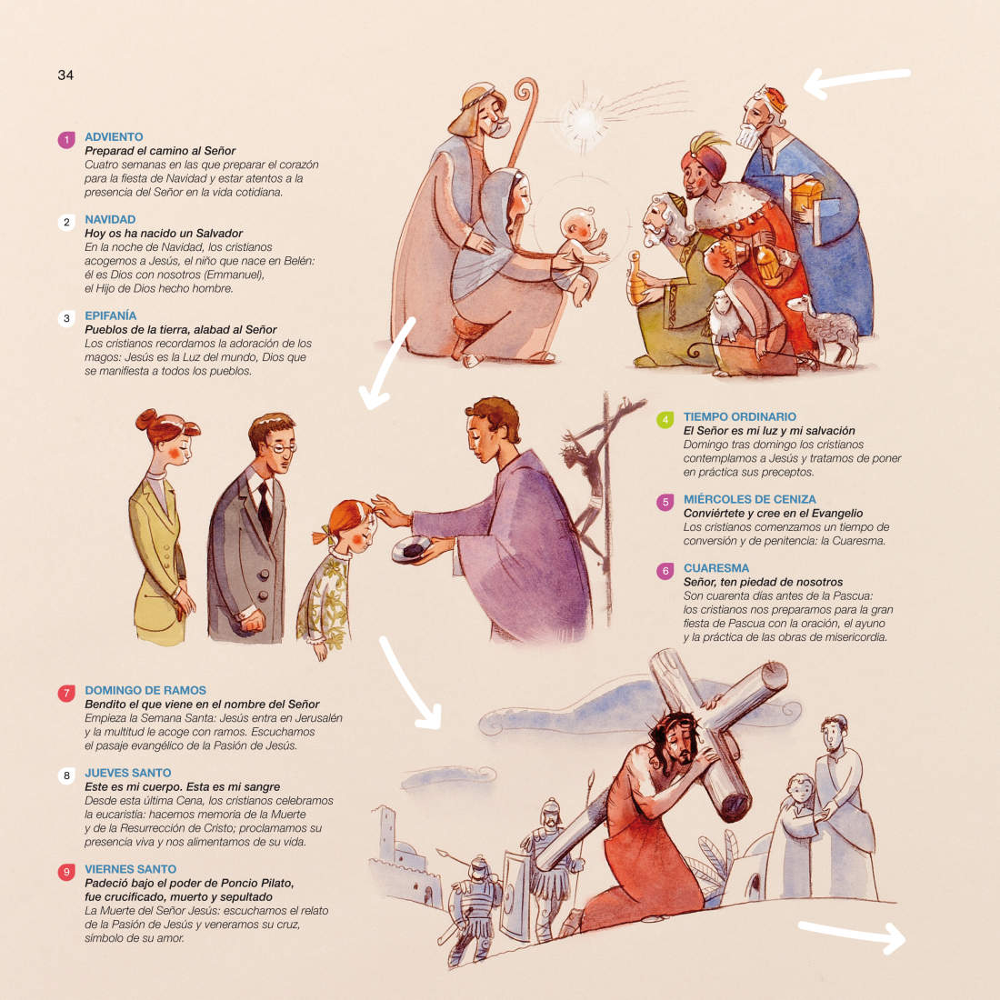 34
1 ADVIENTO
Preparad el camino al Señor
Cuatro semanas en las que preparar el corazón
para la fiesta de Navidad y estar atentos a la
presencia del Señor en la vida cotidiana.
2 NAVIDAD
Hoy os ha nacido un Salvador
En la noche de Navidad, los cristianos
acogemos a Jesús, el niño que nace en Belén:
él es Dios con nosotros (Emmanuel),
el Hijo de Dios hecho hombre.
3 EPIFANÍA
Pueblos de la tierra, alabad al Señor
Los cristianos recordamos la adoración de los
magos: Jesús es la Luz del mundo, Dios que
se manifiesta a todos los pueblos.
4 TIEMPO ORDINARIO
El Señor es mi luz y mi salvación
Domingo tras domingo los cristianos
contemplamos a Jesús y tratamos de poner
en práctica sus preceptos.
5 MIÉRCOLES DE CENIZA
Conviértete y cree en el Evangelio
Los cristianos comenzamos un tiempo de
conversión y de penitencia: la Cuaresma.
6 CUARESMA
Señor, ten piedad de nosotros
Son cuarenta días antes de la Pascua:
los cristianos nos preparamos para la gran
fiesta de Pascua con la oración, el ayuno
y la práctica de las obras de misericordia.
7 DOMINGO DE RAMOS
Bendito el que viene en el nombre del Señor
Empieza la Semana Santa: Jesús entra en Jerusalén
y la multitud le acoge con ramos. Escuchamos
el pasaje evangélico de la Pasión de Jesús.
8 JUEVES SANTO
Este es mi cuerpo. Esta es mi sangre
Desde esta última Cena, los cristianos celebramos
la eucaristía: hacemos memoria de la Muerte
y de la Resurrección de Cristo; proclamamos su
presencia viva y nos alimentamos de su vida.
9 VIERNES SANTO
Padeció bajo el poder de Poncio Pilato,
fue crucificado, muerto y sepultado
La Muerte del Señor Jesús: escuchamos el relato
de la Pasión de Jesús y veneramos su cruz,
símbolo de su amor.